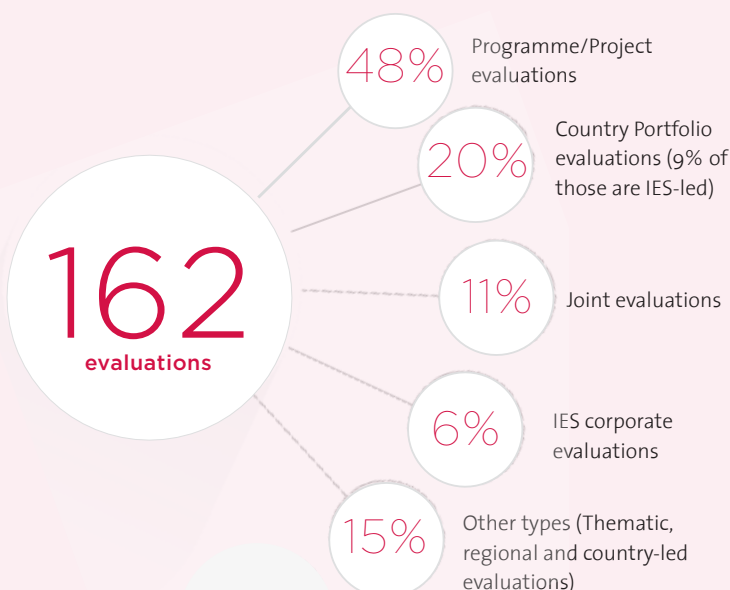 48%
Programme/Project
evaluations
20%
Country Portfolio
evaluations (9% of
those are IES-led)
162
evaluations
11%
Joint evaluations
6%
IES corporate
evaluations
15%
Other types (Thematic,
regional and country-led
evaluations)